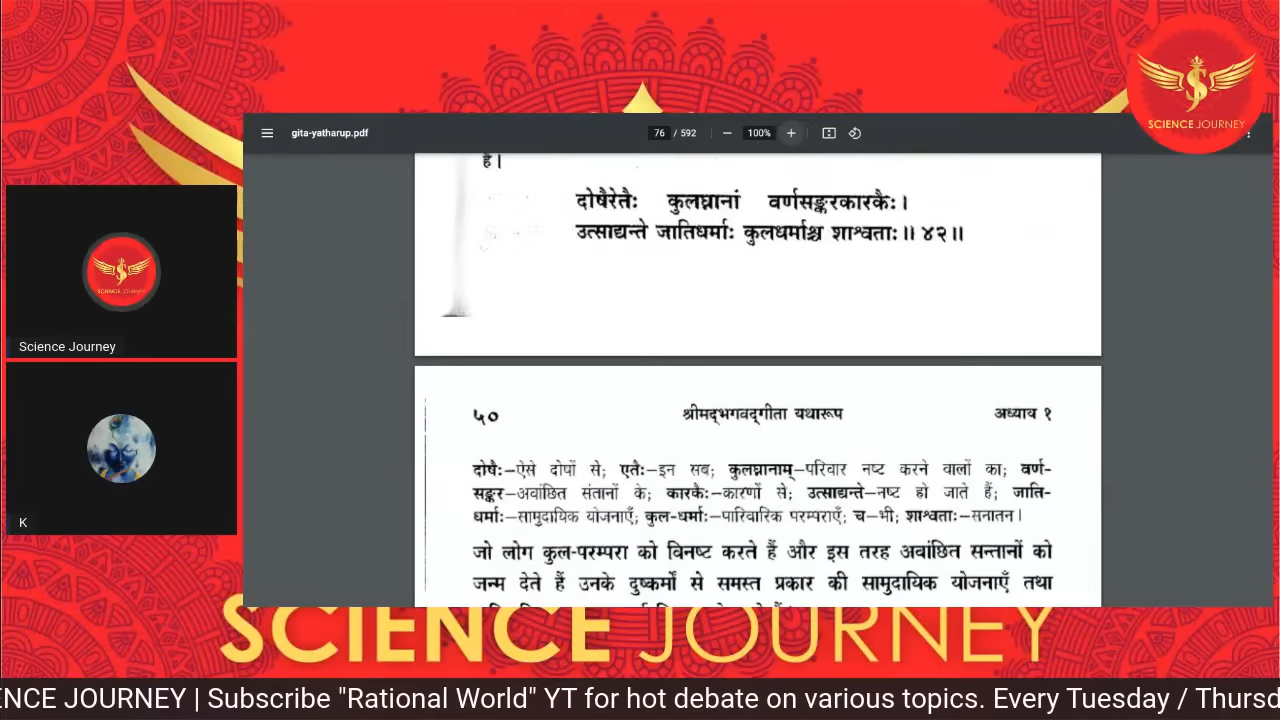 SCIENCE JOURNEY
gita-yatharup.pdf
76 / 592
100%
है।
दोषैरेतैः कुलघ्नानां वर्णसङ्करकारकैः।
उत्साद्यन्ते जातिधर्माः कुलधर्माश्च शाश्वताः॥ ४२॥
५०
श्रीमद्भगवद्गीता यथारूप
अध्याय १
दोषैः—ऐसे दोषों से; एतैः—इन सब; कुलघ्नानाम्—परिवार नष्ट करने वालों का; वर्ण-
सङ्कर—अवांछित संतानों के; कारकैः—कारणों से; उत्साद्यन्ते—नष्ट हो जाते हैं; जाति-
धर्माः—सामुदायिक योजनाएँ; कुल-धर्माः—पारिवारिक परम्पराएँ; च—भी; शाश्वताः—सनातन।
जो लोग कुल-परम्परा को विनष्ट करते हैं और इस तरह अवांछित सन्तानों को
जन्म देते हैं उनके दुष्कर्मों से समस्त प्रकार की सामुदायिक योजनाएँ तथा
SCIENCE JOURNEY
Science Journey
K
SCIENCE JOURNEY
ENCE JOURNEY | Subscribe "Rational World" YT for hot debate on various topics. Every Tuesday / Thursd